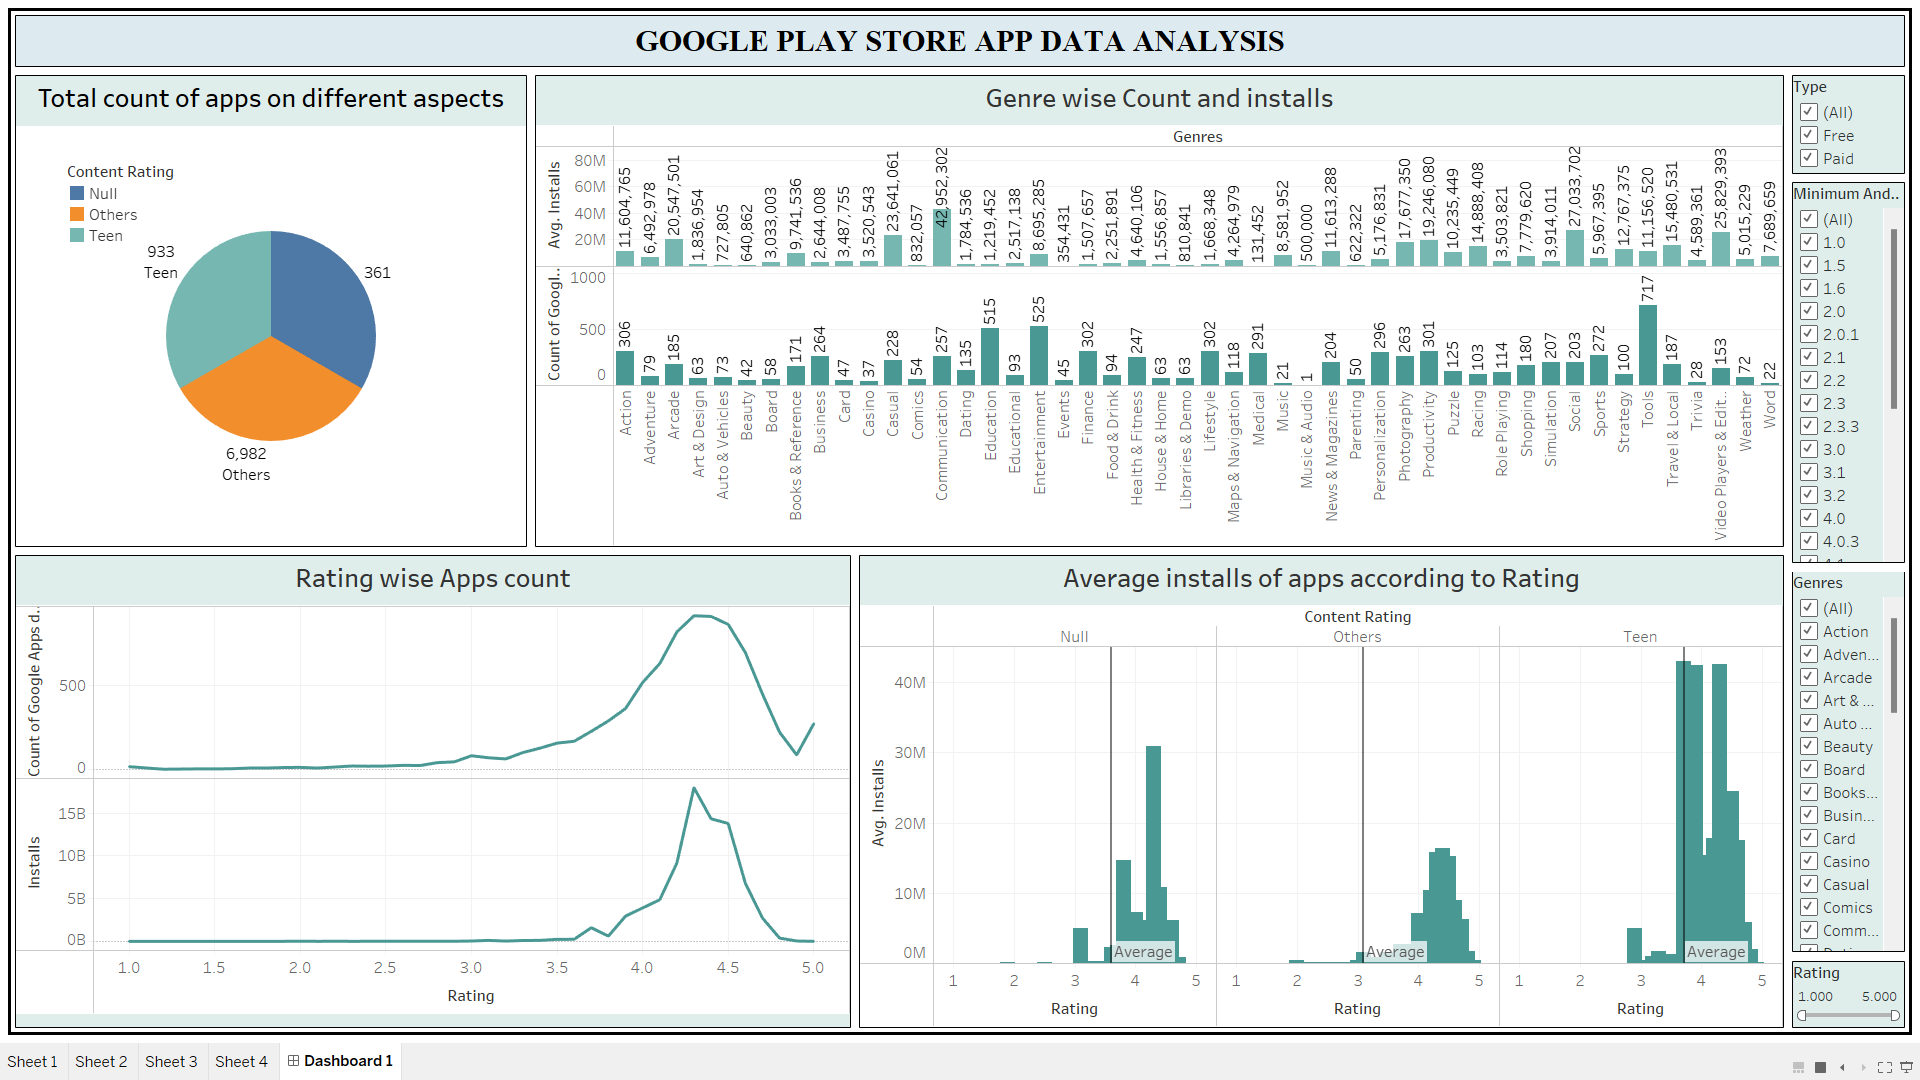 GOOGLE PLAY STORE APP DATA ANALYSIS
Total count of apps on different aspects
Content Rating
Null
Others
Teen
933
Teen
361
6,982
Others
Genre wise Count and installs
Genres
Avg. Installs
80M
60M
40M
20M
11,604,765
6,492,978
20,547,501
1,836,954
727,805
640,862
3,033,003
9,741,536
2,644,008
3,487,755
3,520,543
23,641,061
832,057
42,952,302
1,784,536
1,219,452
2,517,138
8,695,285
354,431
1,507,657
2,251,891
4,640,106
1,556,857
810,841
1,668,348
4,264,979
131,452
8,581,952
500,000
11,613,288
622,322
5,176,831
17,677,350
19,246,080
10,235,449
14,888,408
3,503,821
7,779,620
3,914,011
27,033,702
5,967,395
12,767,375
11,156,520
15,480,531
4,589,361
25,829,393
5,015,229
7,689,659
Count of Googl..
1000
500
0
306
79
185
63
73
42
58
171
264
47
37
228
54
257
135
515
93
525
45
302
94
247
63
63
302
118
291
21
1
204
50
296
263
301
125
103
114
180
207
203
272
100
717
187
28
153
72
22
Action
Adventure
Arcade
Art & Design
Auto & Vehicles
Beauty
Board
Books & Reference
Business
Card
Casino
Casual
Comics
Communication
Dating
Education
Educational
Entertainment
Events
Finance
Food & Drink
Health & Fitness
House & Home
Libraries & Demo
Lifestyle
Maps & Navigation
Medical
Music
Music & Audio
News & Magazines
Parenting
Personalization
Photography
Productivity
Puzzle
Racing
Role Playing
Shopping
Simulation
Social
Sports
Strategy
Tools
Travel & Local
Trivia
Video Players & Edit..
Weather
Word
Type
(All)
Free
Paid
Minimum And..
(All)
1.0
1.5
1.6
2.0
2.0.1
2.1
2.2
2.3
2.3.3
3.0
3.1
3.2
4.0
4.0.3
Genres
(All)
Action
Adven...
Arcade
Art & ...
Auto ...
Beauty
Board
Books...
Busin...
Card
Casino
Casual
Comics
Comm...
Rating
1.000 5.000
Rating wise Apps count
Count of Google Apps d..
500
0
Installs
15B
10B
5B
0B
1.0 1.5 2.0 2.5 3.0 3.5 4.0 4.5 5.0
Rating
Average installs of apps according to Rating
Content Rating
Null Others Teen
Avg. Installs
40M
30M
20M
10M
0M
Average Average Average
1 2 3 4 5 1 2 3 4 5 1 2 3 4 5
Rating Rating Rating
Sheet 1 Sheet 2 Sheet 3 Sheet 4 Dashboard 1